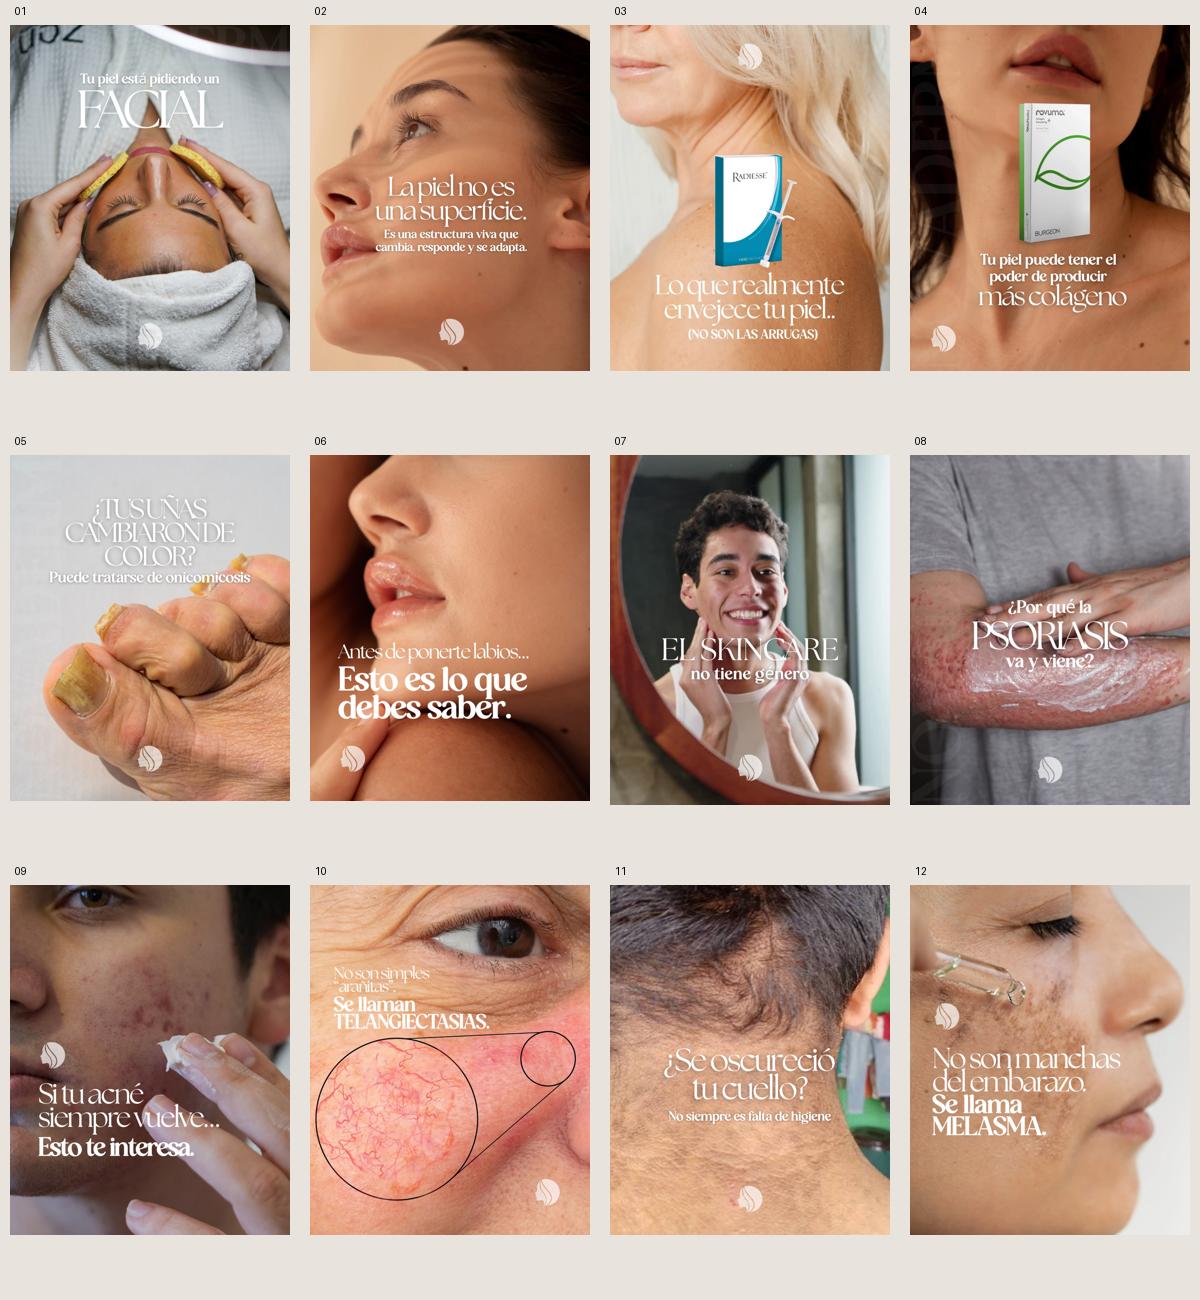 01
Tu piel está pidiendo un
FACIAL
02
La piel no es
una superficie.
Es una estructura viva que
cambia, responde y se adapta.
03
RADIESSE
Lo que realmente
envejece tu piel..
(NO SON LAS ARRUGAS)
04
rovuma
BURGEON
Tu piel puede tener el
poder de producir
más colágeno
05
¿TUS UÑAS
CAMBIARON DE
COLOR?
Puede tratarse de onicomicosis
06
Antes de ponerte labios...
Esto es lo que
debes saber.
07
EL SKINCARE
no tiene género
08
¿Por qué la
PSORIASIS
va y viene?
09
Si tu acné
siempre vuelve...
Esto te interesa.
10
No son simples
“arañitas”.
Se llaman
TELANGIECTASIAS.
11
¿Se oscureció
tu cuello?
No siempre es falta de higiene
12
No son manchas
del embarazo.
Se llama
MELASMA.